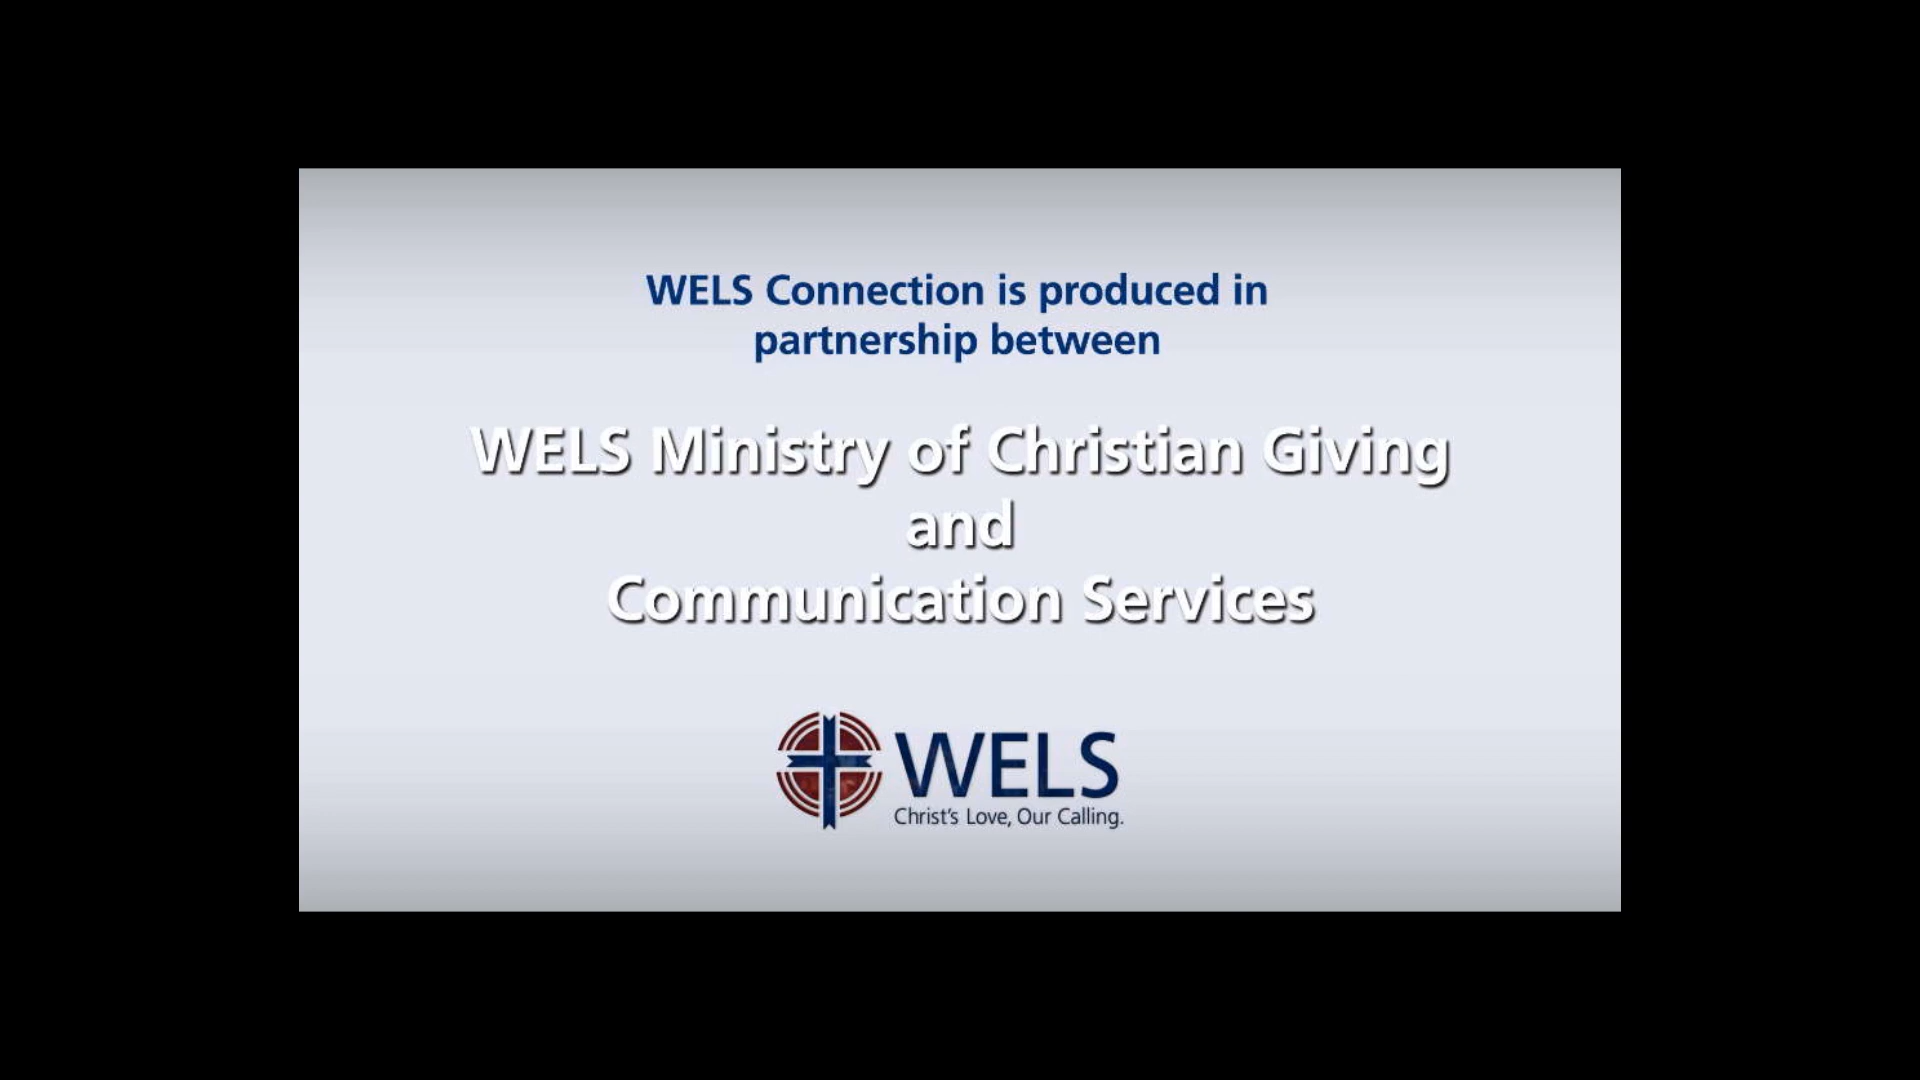 WELS Connection is produced in
partnership between
WELS Ministry of Christian Giving
and
Communication Services
WELS
Christ's Love, Our Calling.